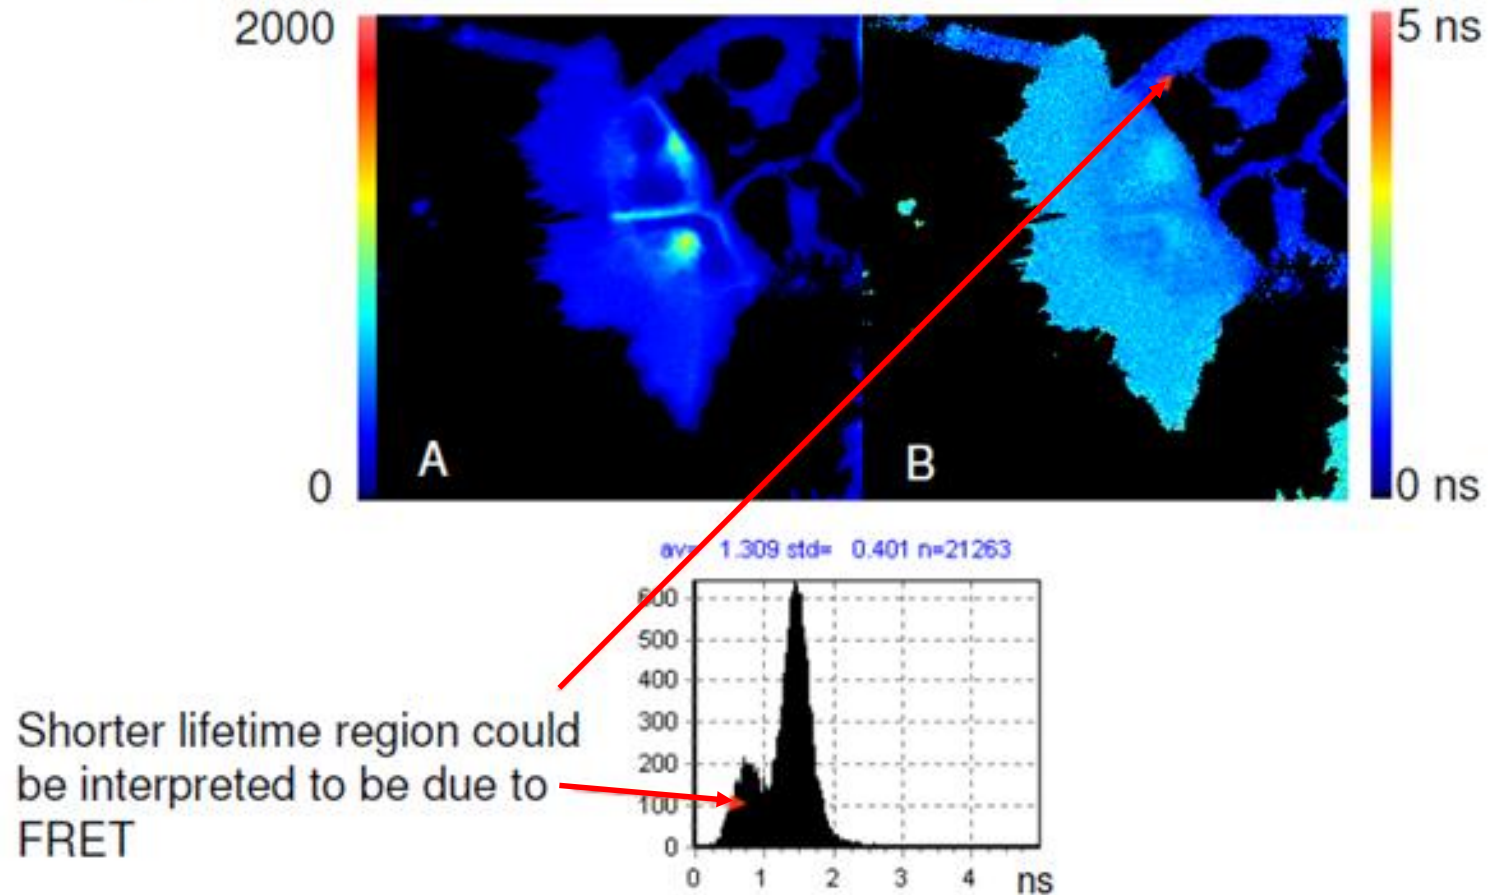 2000
5 ns
A
B
0
0 ns
av= 1.309 std= 0.401 n=21263
600
500
400
300
200
100
0
0 1 2 3 4 ns
Shorter lifetime region could
be interpreted to be due to
FRET